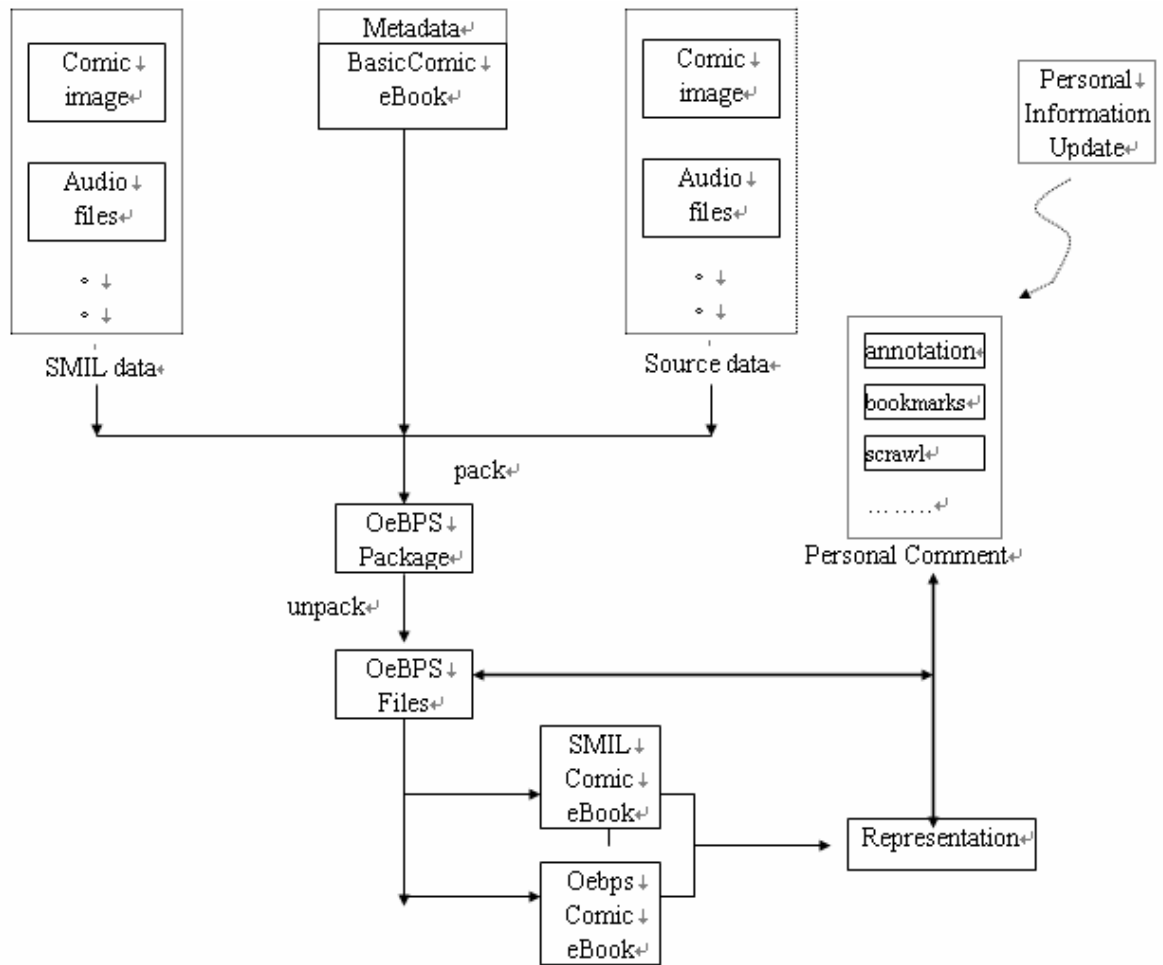 Metadata↵
Comic↓
image↵
Audio↓
files↵
∘ ↓
∘ ↓
SMIL data↵
BasicComic↓
eBook↵
Comic↓
image↵
Audio↓
files↵
∘ ↓
∘ ↓
Source data↵
Personal↓
Information
Update↵
annotation↵
bookmarks↵
scrawl↵
… …..↵
Personal Comment↵
pack↵
OeBPS↓
Package↵
unpack↵
OeBPS↓
Files↵
SMIL↓
Comic↓
eBook↵
Oebps↓
Comic↓
eBook↵
Representation↵